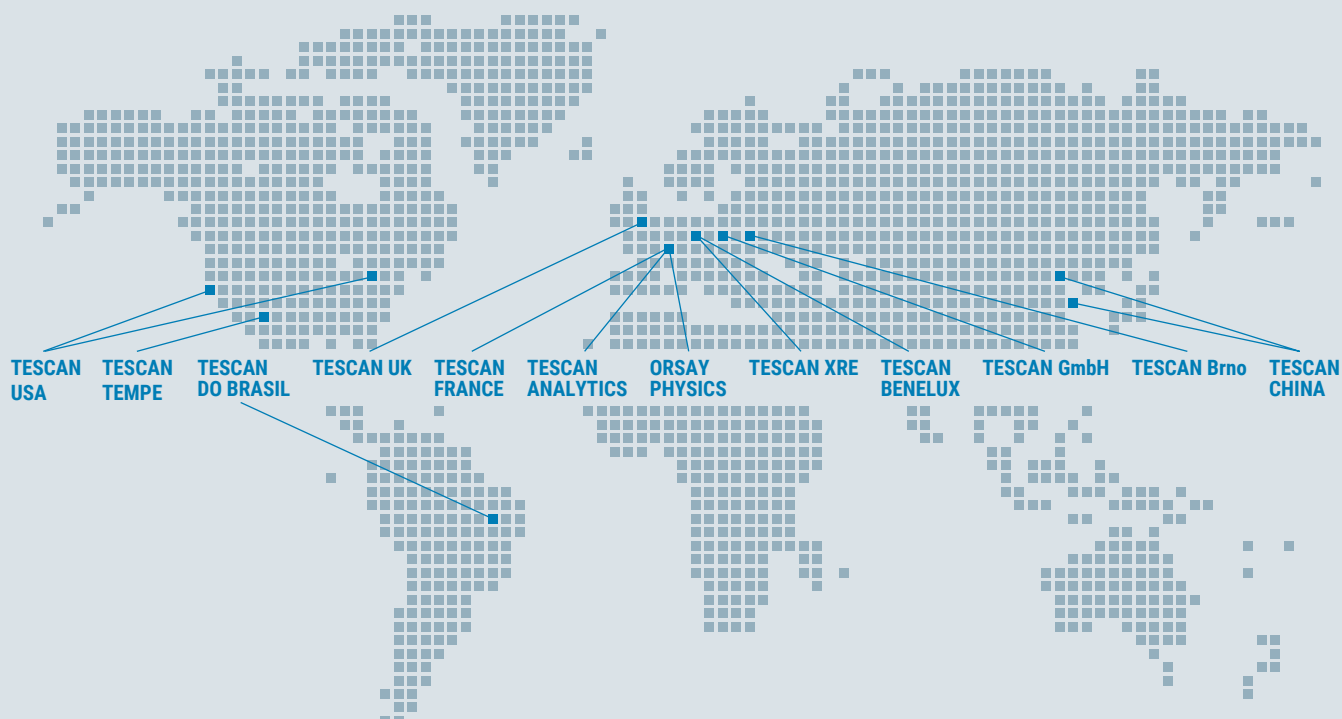 TESCAN
USA
TESCAN
TEMPE
TESCAN
DO BRASIL
TESCAN UK
TESCAN
FRANCE
TESCAN
ANALYTICS
ORSAY
PHYSICS
TESCAN XRE
TESCAN
BENELUX
TESCAN GmbH
TESCAN Brno
TESCAN
CHINA